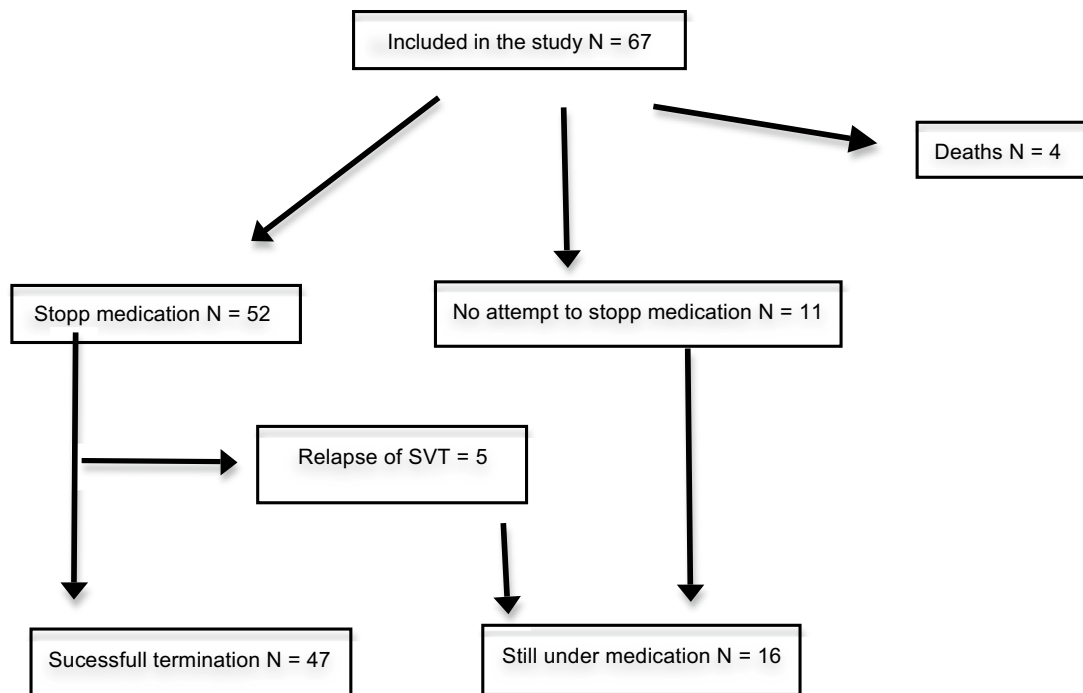 Included in the study N = 67
Deaths N = 4
Stopp medication N = 52
No attempt to stopp medication N = 11
Relapse of SVT = 5
Sucessfull termination N = 47
Still under medication N = 16